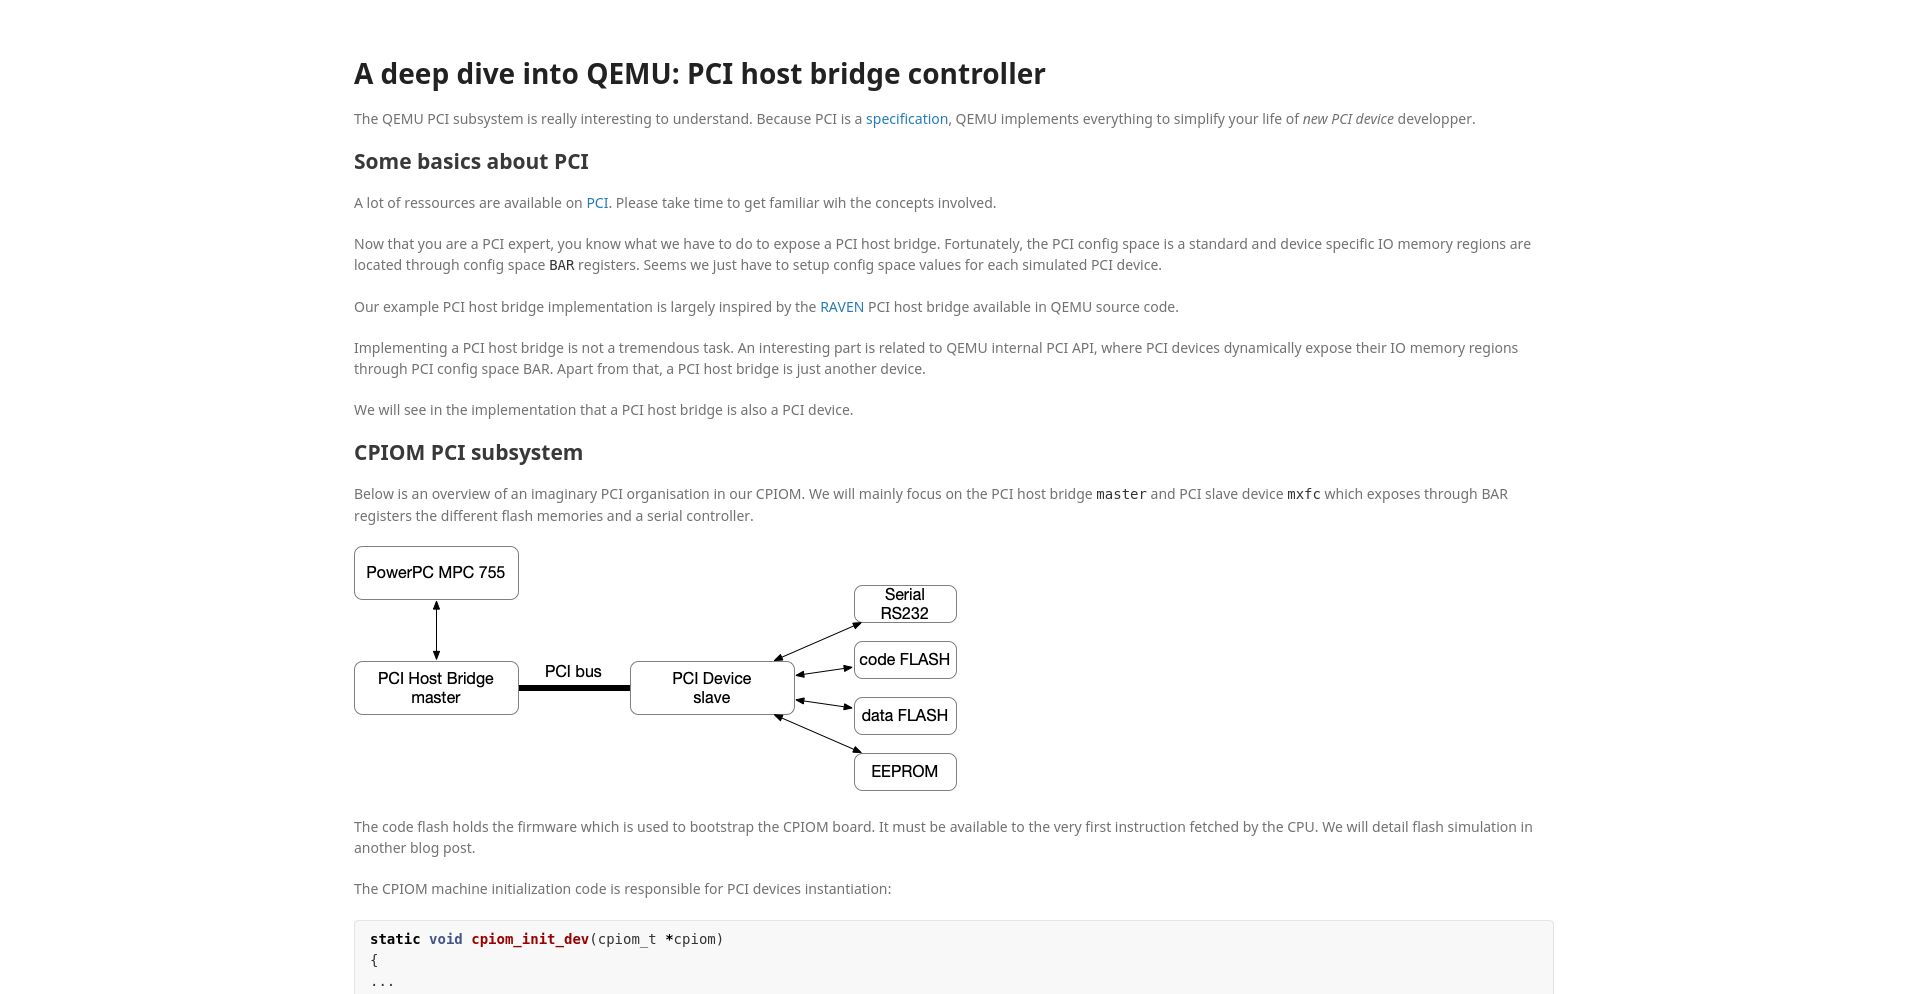 A deep dive into QEMU: PCI host bridge controller
The QEMU PCI subsystem is really interesting to understand. Because PCI is a specification, QEMU implements everything to simplify your life of new PCI device developper.
Some basics about PCI
A lot of ressources are available on PCI. Please take time to get familiar wih the concepts involved.
Now that you are a PCI expert, you know what we have to do to expose a PCI host bridge. Fortunately, the PCI config space is a standard and device specific IO memory regions are
located through config space BAR registers. Seems we just have to setup config space values for each simulated PCI device.
Our example PCI host bridge implementation is largely inspired by the RAVEN PCI host bridge available in QEMU source code.
Implementing a PCI host bridge is not a tremendous task. An interesting part is related to QEMU internal PCI API, where PCI devices dynamically expose their IO memory regions
through PCI config space BAR. Apart from that, a PCI host bridge is just another device.
We will see in the implementation that a PCI host bridge is also a PCI device.
CPIOM PCI subsystem
Below is an overview of an imaginary PCI organisation in our CPIOM. We will mainly focus on the PCI host bridge master and PCI slave device mxfc which exposes through BAR
registers the different flash memories and a serial controller.
PowerPC MPC 755
PCI Host Bridge
master
PCI bus
PCI Device
slave
Serial
RS232
code FLASH
data FLASH
EEPROM
The code flash holds the firmware which is used to bootstrap the CPIOM board. It must be available to the very first instruction fetched by the CPU. We will detail flash simulation in
another blog post.
The CPIOM machine initialization code is responsible for PCI devices instantiation:
static void cpiom_init_dev(cpiom_t *cpiom)
{
...